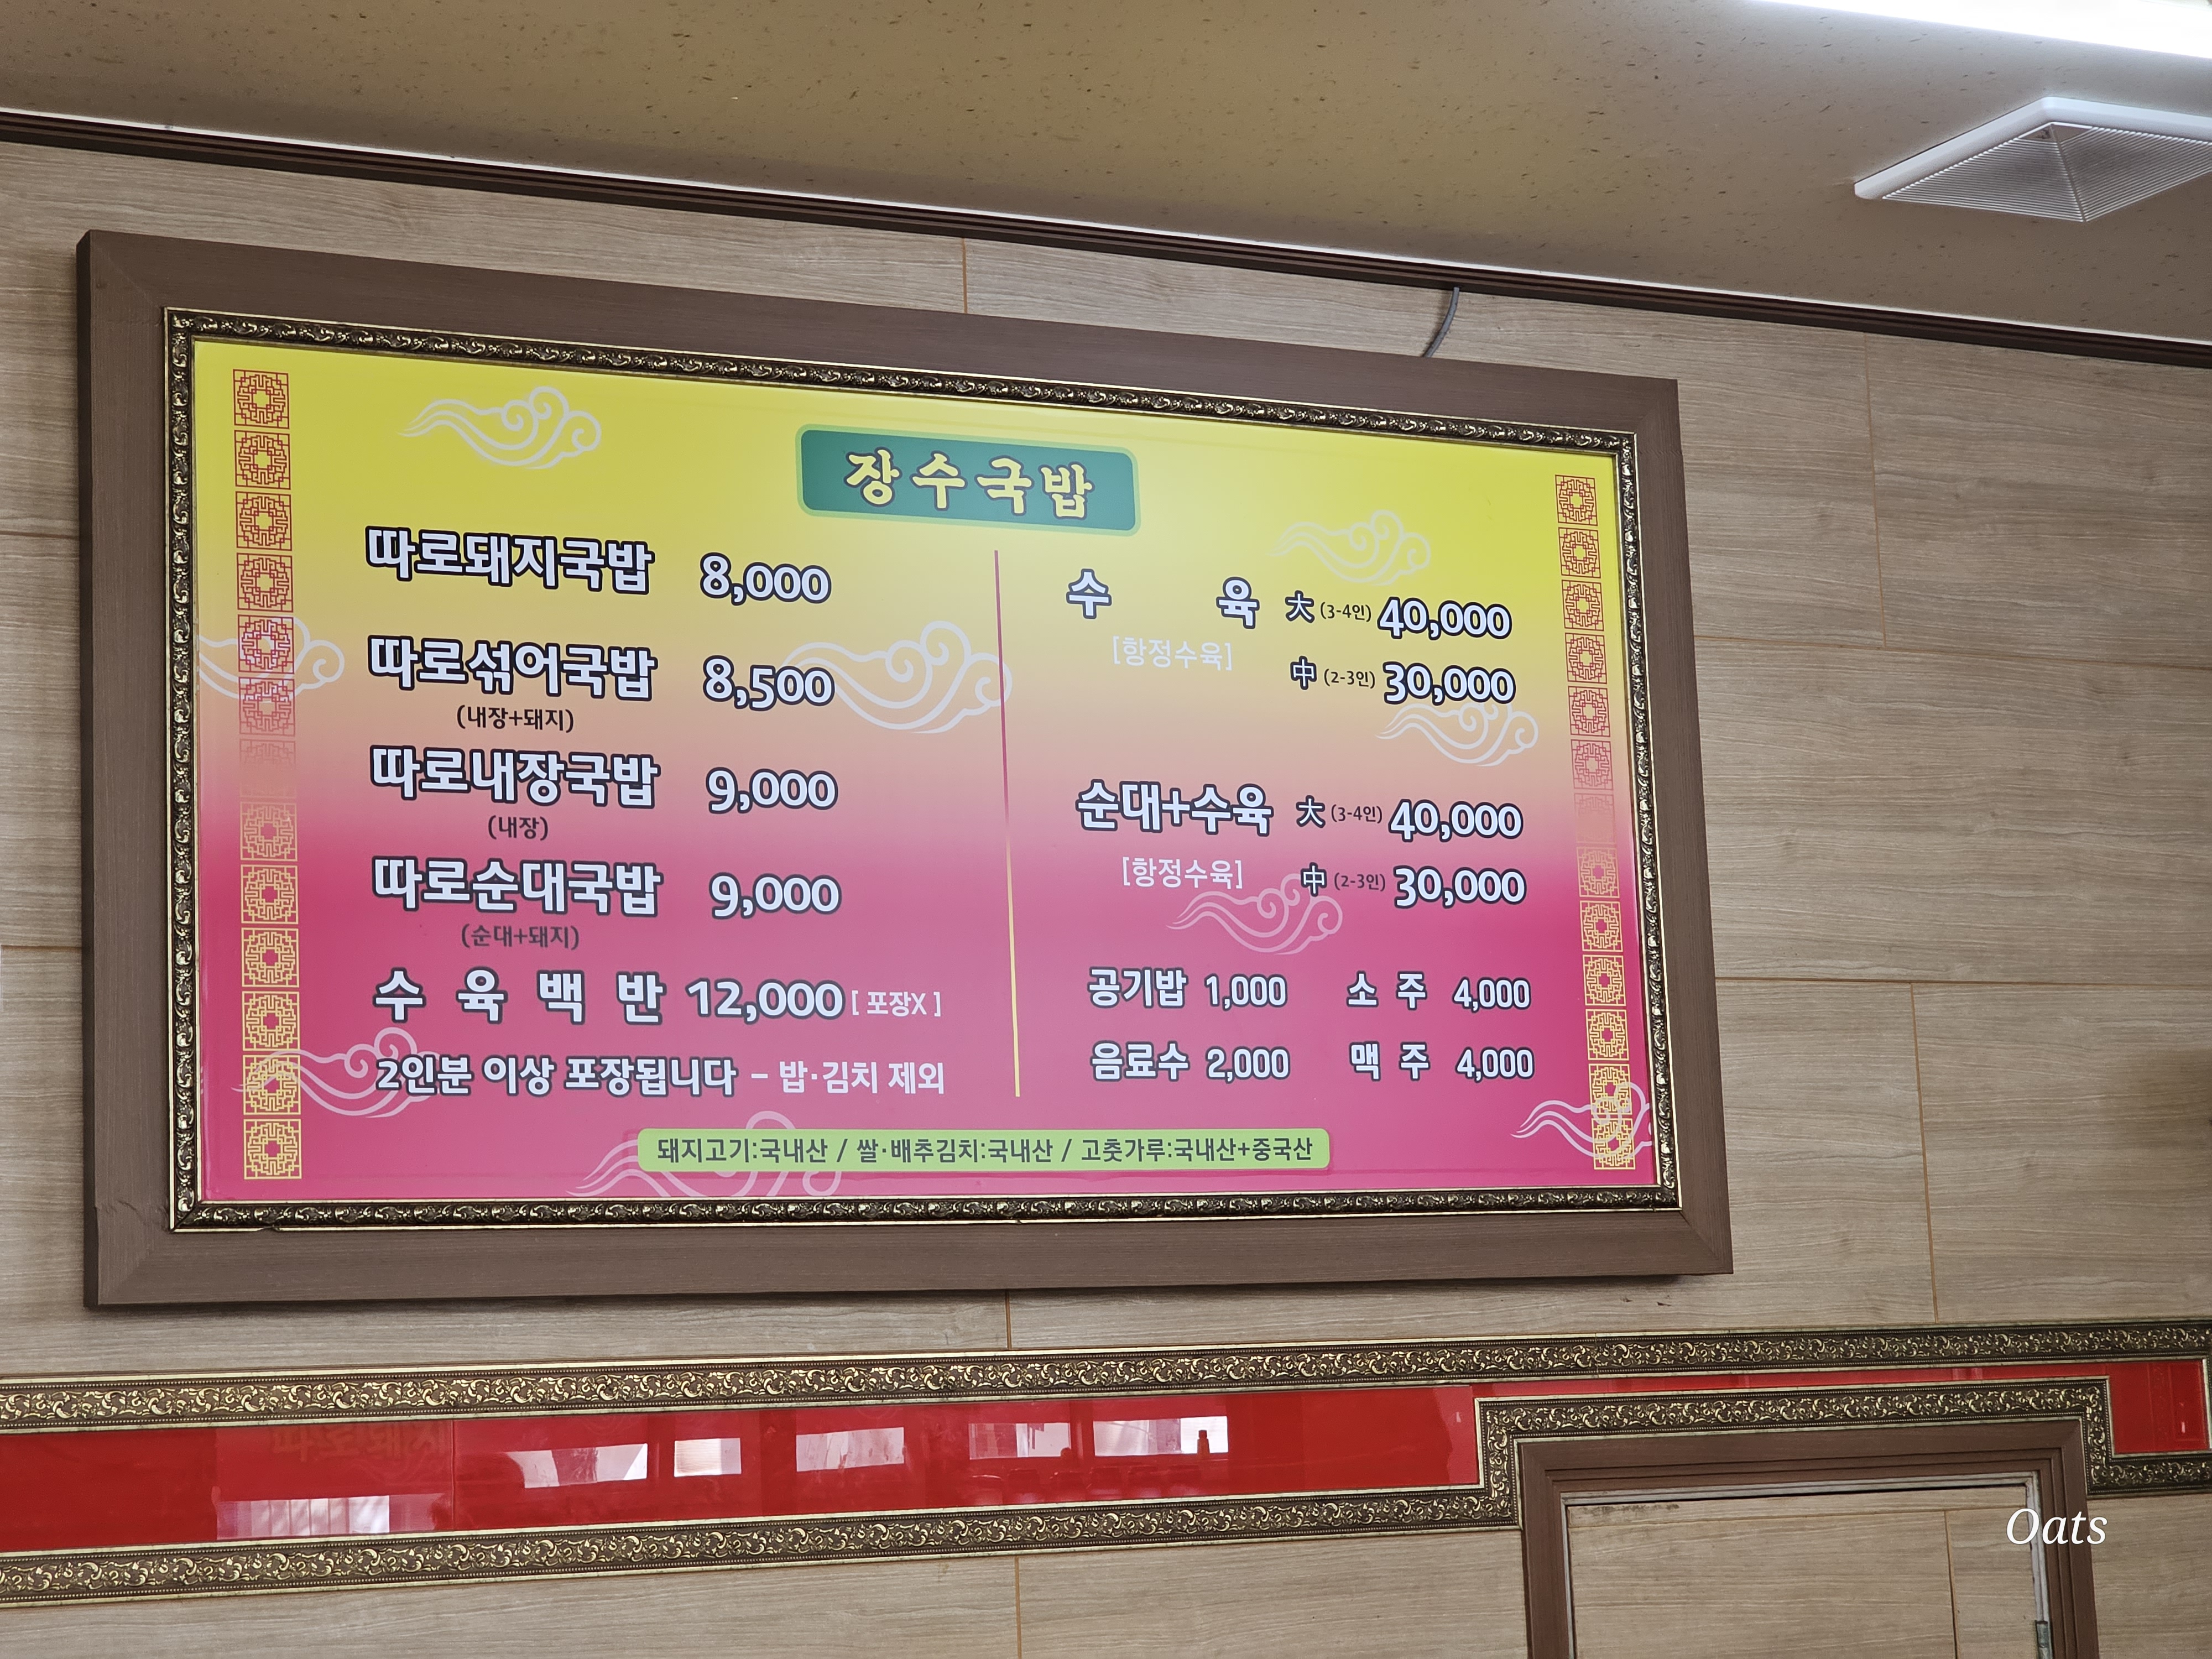 장수국밥
따로돼지국밥 8,000
따로섞어국밥 8,500
(내장+돼지)
따로내장국밥 9,000
(내장)
따로순대국밥 9,000
(순대+돼지)
수 육 백 반 12,000 [ 포장X ]
2인분 이상 포장됩니다 - 밥·김치 제외
수 육 大 (3-4인) 40,000
[항정수육]
中 (2-3인) 30,000
순대+수육 大 (3-4인) 40,000
[항정수육] 中 (2-3인) 30,000
공기밥 1,000 소 주 4,000
음료수 2,000 맥 주 4,000
돼지고기:국내산 / 쌀·배추김치:국내산 / 고춧가루:국내산+중국산
Oats